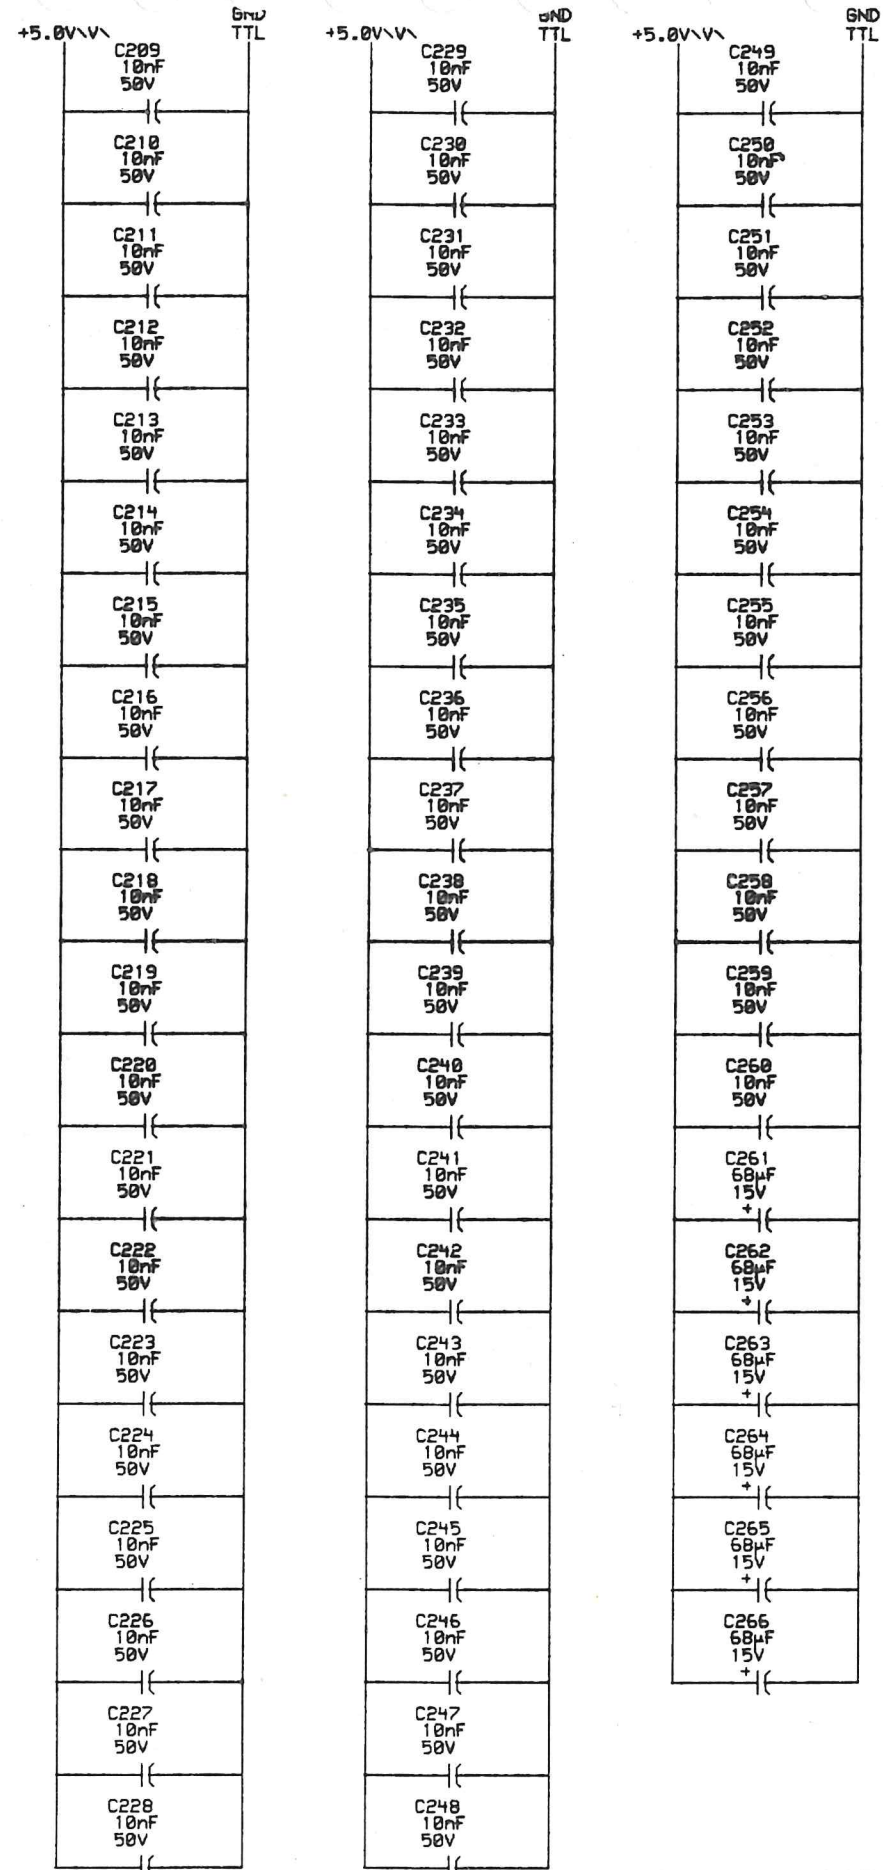 GND
+5.0V\V\ TTL
C209
10nF
50V
C210
10nF
50V
C211
10nF
50V
C212
10nF
50V
C213
10nF
50V
C214
10nF
50V
C215
10nF
50V
C216
10nF
50V
C217
10nF
50V
C218
10nF
50V
C219
10nF
50V
C220
10nF
50V
C221
10nF
50V
C222
10nF
50V
C223
10nF
50V
C224
10nF
50V
C225
10nF
50V
C226
10nF
50V
C227
10nF
50V
C228
10nF
50V
GND
+5.0V\V\ TTL
C229
10nF
50V
C230
10nF
50V
C231
10nF
50V
C232
10nF
50V
C233
10nF
50V
C234
10nF
50V
C235
10nF
50V
C236
10nF
50V
C237
10nF
50V
C238
10nF
50V
C239
10nF
50V
C240
10nF
50V
C241
10nF
50V
C242
10nF
50V
C243
10nF
50V
C244
10nF
50V
C245
10nF
50V
C246
10nF
50V
C247
10nF
50V
C248
10nF
50V
GND
+5.0V\V\ TTL
C249
10nF
50V
C250
10nF
50V
C251
10nF
50V
C252
10nF
50V
C253
10nF
50V
C254
10nF
50V
C255
10nF
50V
C256
10nF
50V
C257
10nF
50V
C258
10nF
50V
C259
10nF
50V
C260
10nF
50V
C261
68µF
15V
+
C262
68µF
15V
+
C263
68µF
15V
+
C264
68µF
15V
+
C265
68µF
15V
+
C266
68µF
15V
+